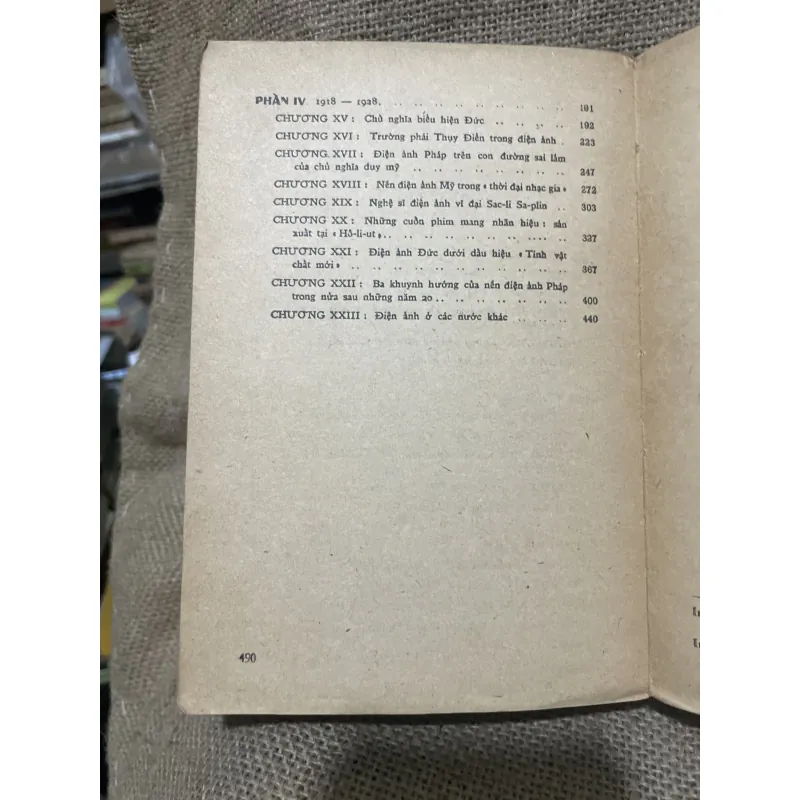 PHẦN IV 1918 — 1928. .. .. .. .. .. .. .. .. .. 191
CHƯƠNG XV : Chủ nghĩa biểu hiện Đức .. .. .. .. 192
CHƯƠNG XVI : Trường phái Thụy Điển trong điện ảnh . 223
CHƯƠNG XVII : Điện ảnh Pháp trên con đường sai lầm
của chủ nghĩa duy mỹ .. .. .. .. .. .. 247
CHƯƠNG XVIII : Nền điện ảnh Mỹ trong « thời đại nhạc gia» 272
CHƯƠNG XIX : Nghệ sĩ điện ảnh vĩ đại Sac-li Sa-plin .. 303
CHƯƠNG XX : Những cuốn phim mang nhãn hiệu : sản
xuất tại « Hô-li-ut».. .. .. .. .. .. .... .. 337
CHƯƠNG XXI : Điện ảnh Đức dưới dấu hiệu « Tính vật
chất mới» .. .. .. .. .. .. .. .. .. 367
CHƯƠNG XXII : Ba khuynh hướng của nền điện ảnh Pháp
trong nửa sau những năm 20 .. .. .. .. .. .. 400
CHƯƠNG XXIII : Điện ảnh ở các nước khác .. .. .. 440
490